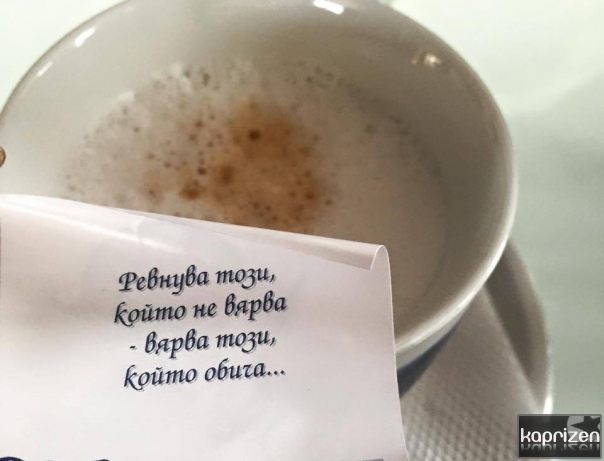 Ревнува този,
който не вярва
- вярва този,
който обича...
kaprizen